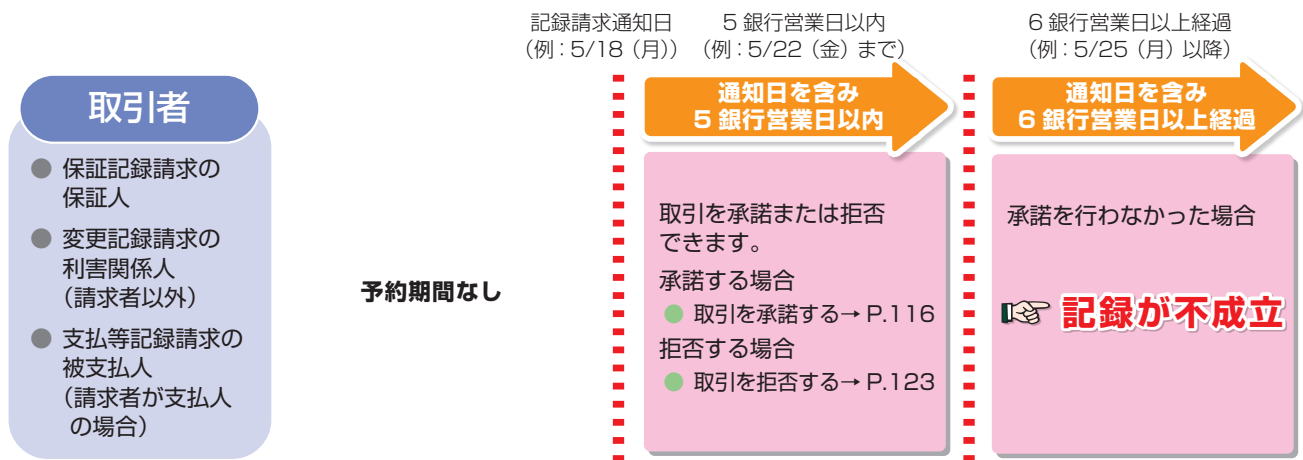 記録請求通知日
（例：5/18（月））
5 銀行営業日以内
（例：5/22（金）まで）
6 銀行営業日以上経過
（例：5/25（月）以降）
取引者
● 保証記録請求の
保証人
● 変更記録請求の
利害関係人
（請求者以外）
● 支払等記録請求の
被支払人
（請求者が支払人
の場合）
予約期間なし
通知日を含み
5 銀行営業日以内
取引を承諾または拒否
できます。
承諾する場合
● 取引を承諾する→ P.116
拒否する場合
● 取引を拒否する→ P.123
通知日を含み
6 銀行営業日以上経過
承諾を行わなかった場合
☞ 記録が不成立